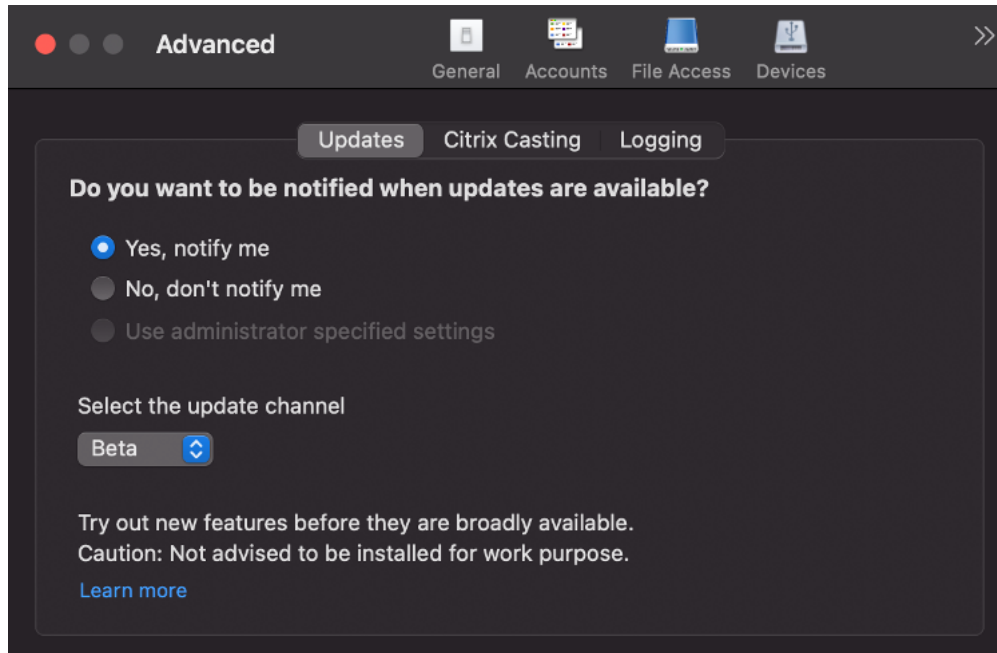 Advanced
General
Accounts
File Access
Devices
Updates
Citrix Casting
Logging
Do you want to be notified when updates are available?
Yes, notify me
No, don't notify me
Use administrator specified settings
Select the update channel
Beta
Try out new features before they are broadly available.
Caution: Not advised to be installed for work purpose.
Learn more